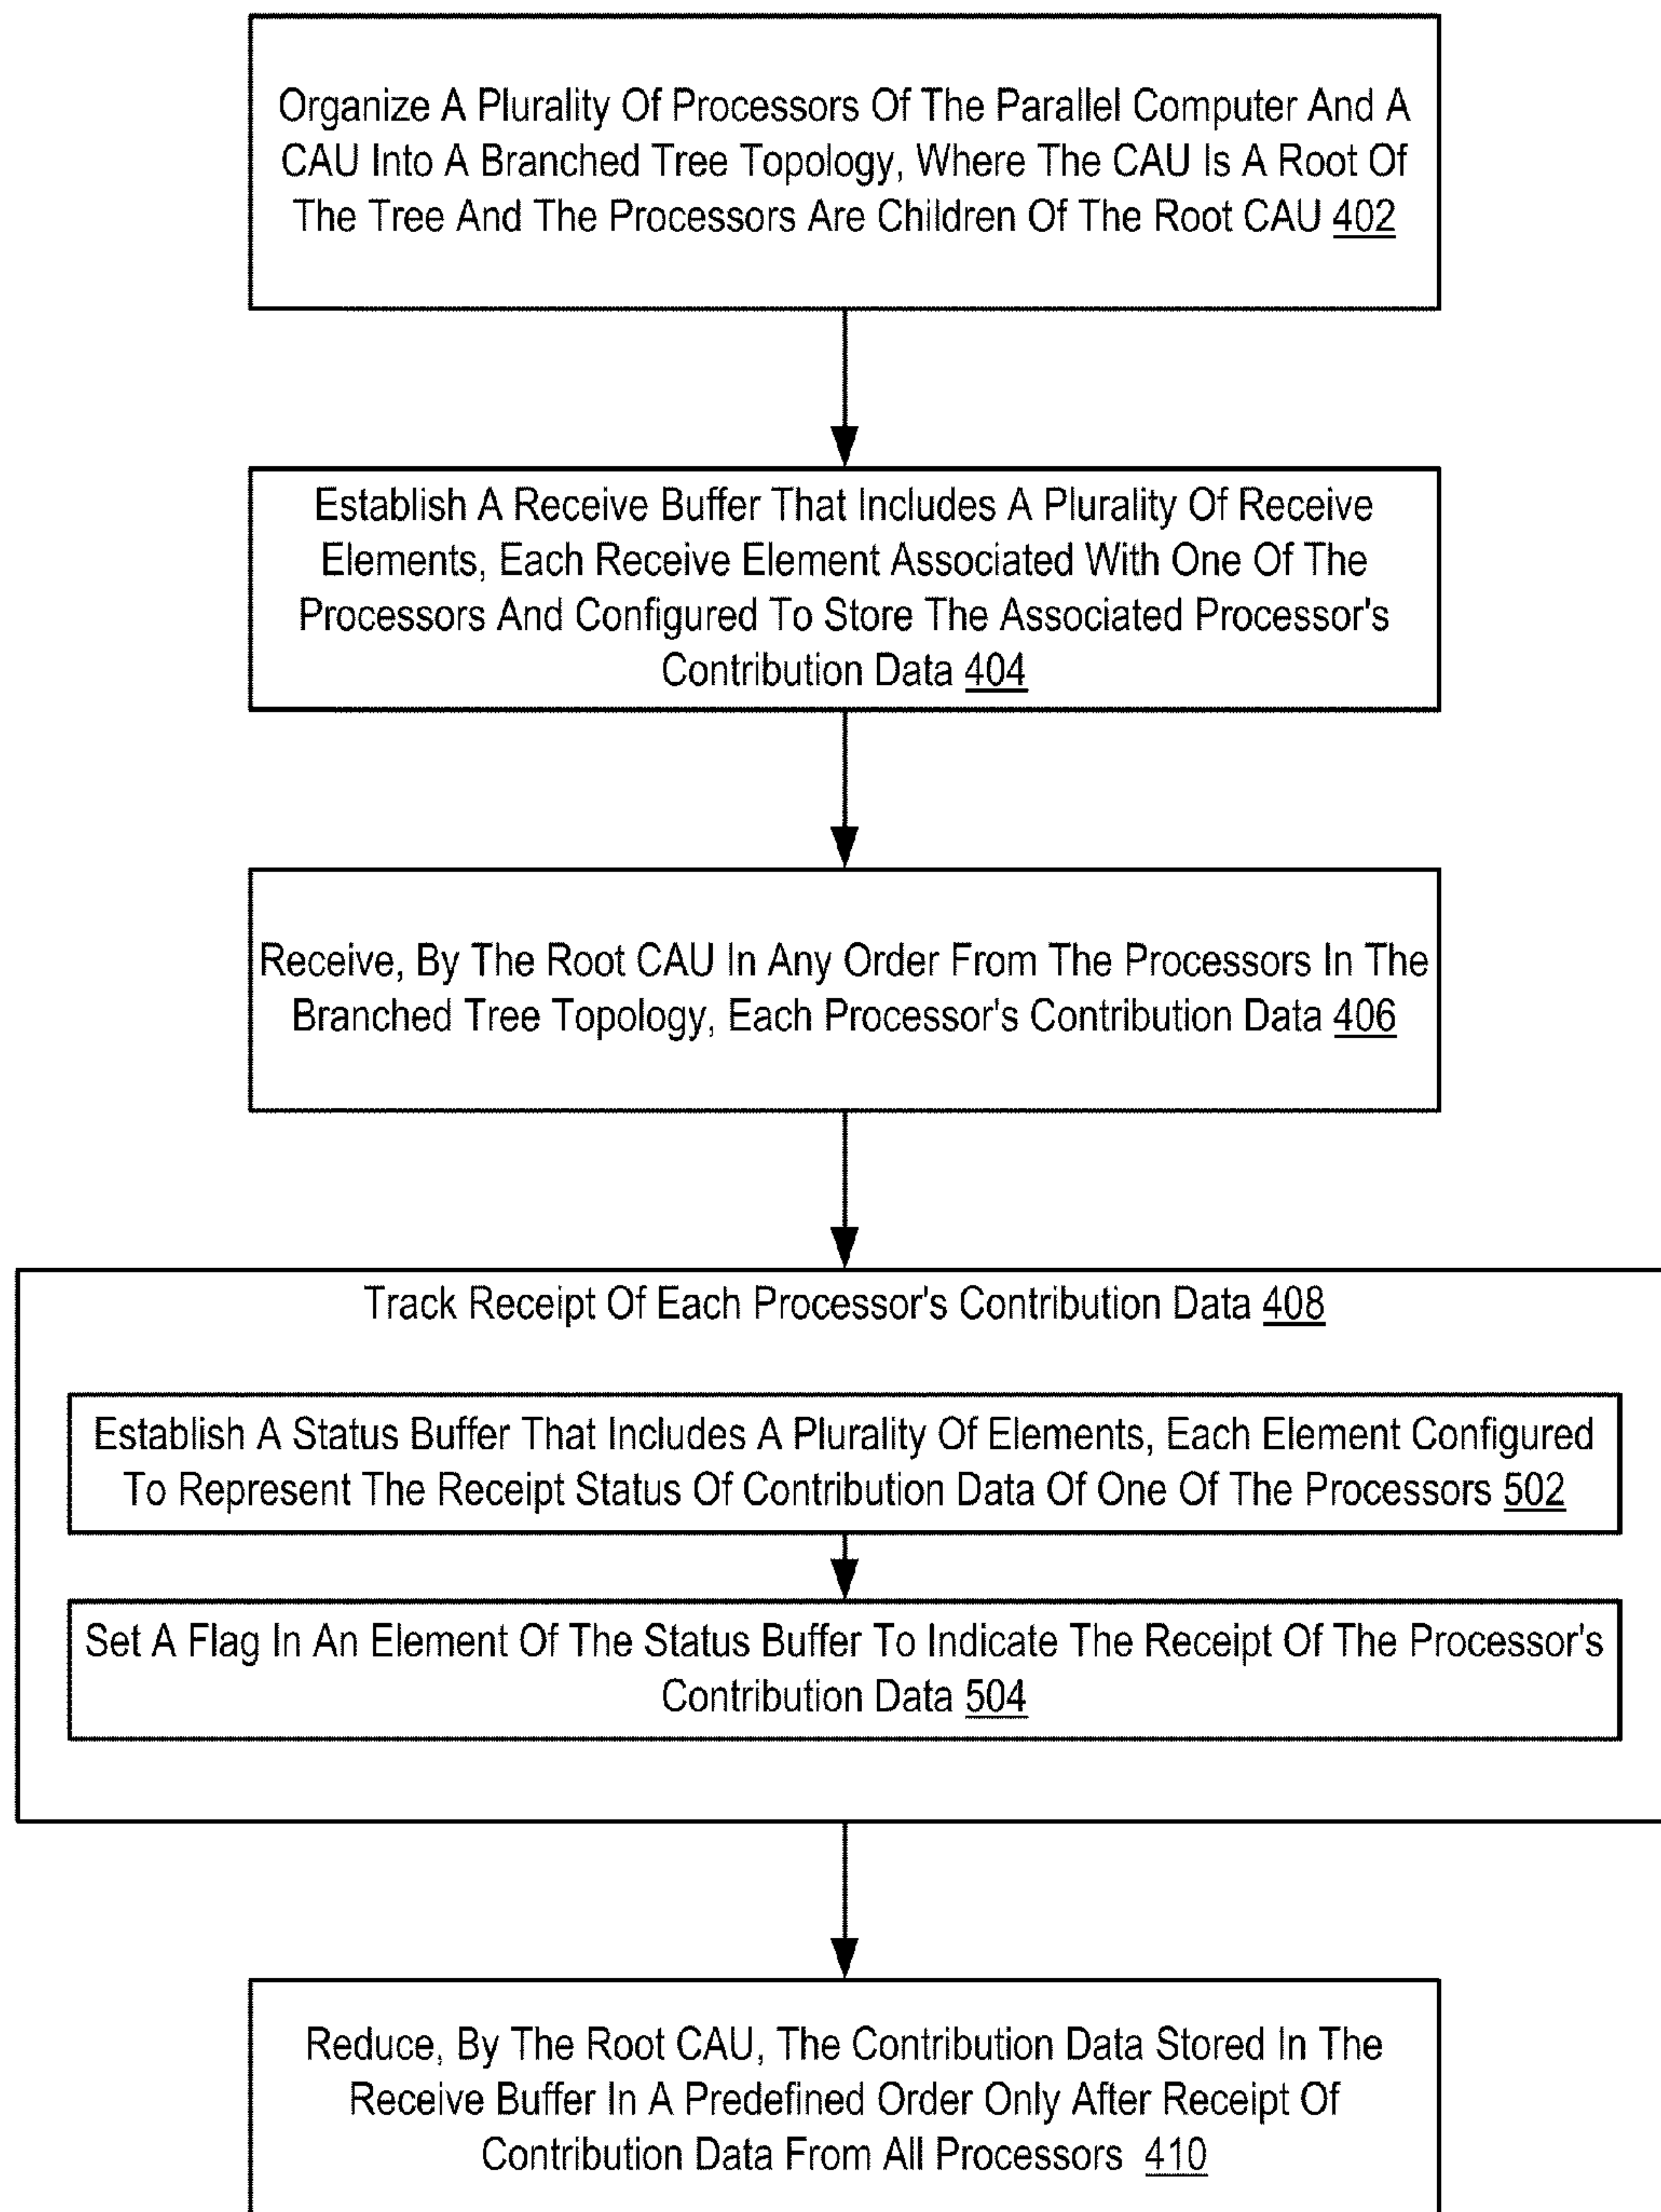 Organize A Plurality Of Processors Of The Parallel Computer And A
CAU Into A Branched Tree Topology, Where The CAU Is A Root Of
The Tree And The Processors Are Children Of The Root CAU 402
Establish A Receive Buffer That Includes A Plurality Of Receive
Elements, Each Receive Element Associated With One Of The
Processors And Configured To Store The Associated Processor's
Contribution Data 404
Receive, By The Root CAU In Any Order From The Processors In The
Branched Tree Topology, Each Processor's Contribution Data 406
Track Receipt Of Each Processor's Contribution Data 408
Establish A Status Buffer That Includes A Plurality Of Elements, Each Element Configured
To Represent The Receipt Status Of Contribution Data Of One Of The Processors 502
Set A Flag In An Element Of The Status Buffer To Indicate The Receipt Of The Processor's
Contribution Data 504
Reduce, By The Root CAU, The Contribution Data Stored In The
Receive Buffer In A Predefined Order Only After Receipt Of
Contribution Data From All Processors 410